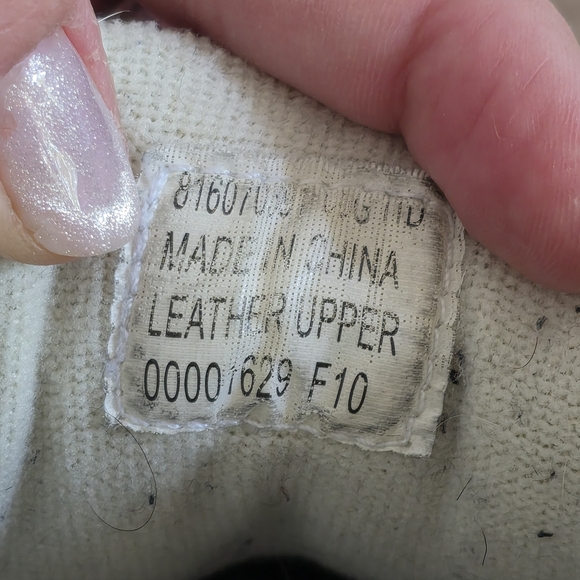 MADE IN CHINA
LEATHER UPPER
00001629 F10